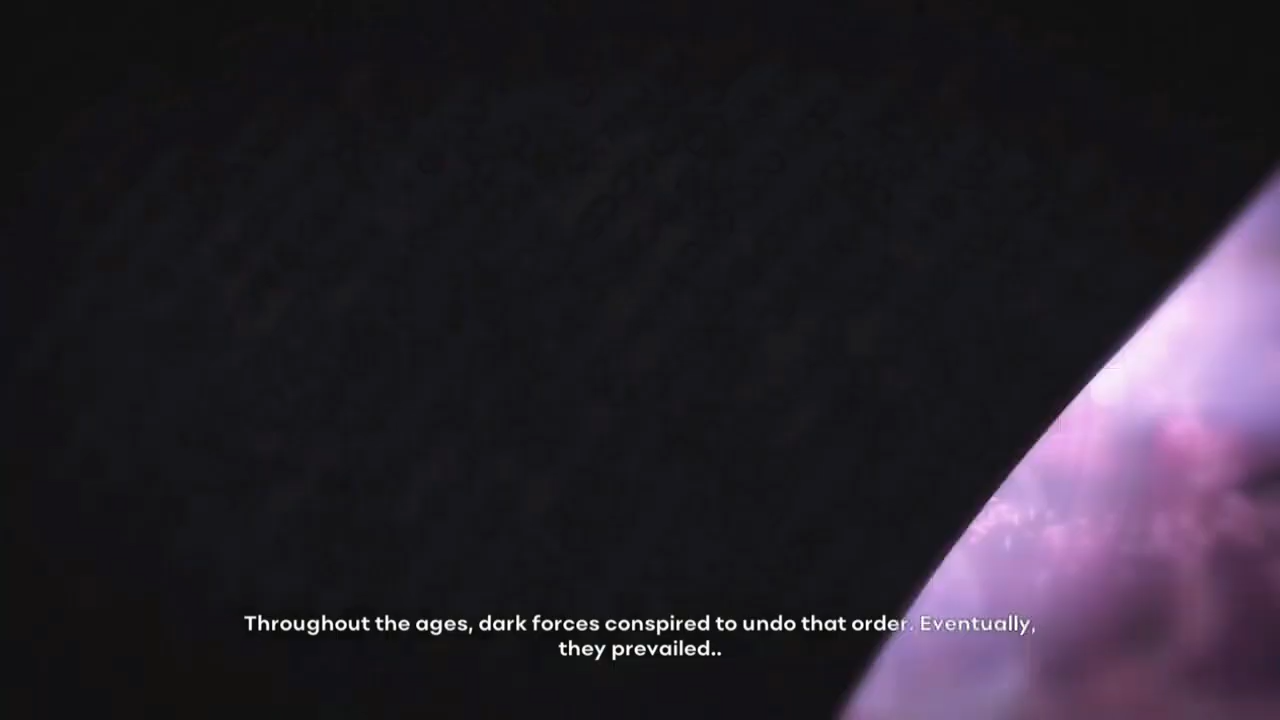 Throughout the ages, dark forces conspired to undo that order. Eventually,
they prevailed..